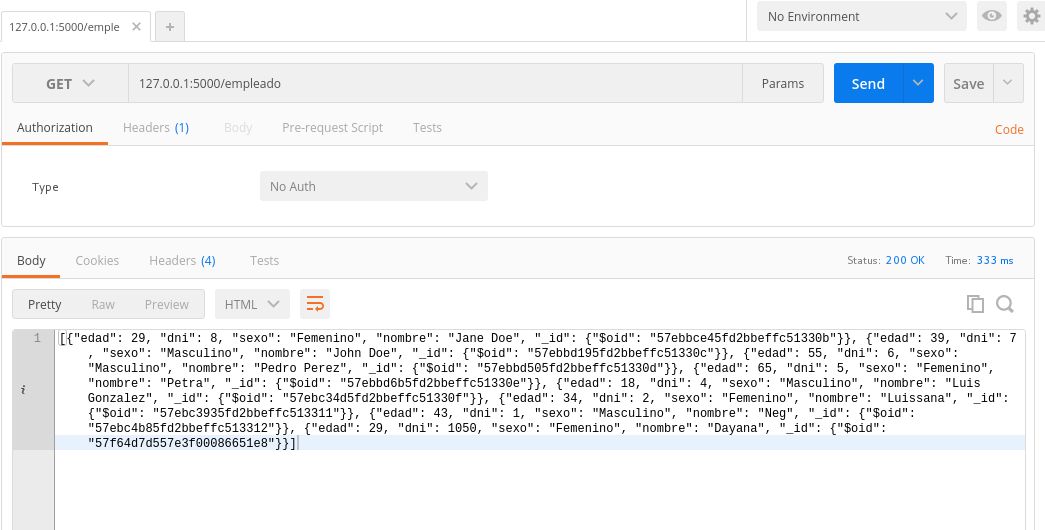 127.0.0.1:5000/emple
No Environment
GET
127.0.0.1:5000/empleado
Params
Send
Save
Authorization
Headers (1)
Body
Pre-request Script
Tests
Code
Type
No Auth
Body
Cookies
Headers (4)
Tests
Status: 200 OK
Time: 333 ms
Pretty
Raw
Preview
HTML
1
i
[{"edad": 29, "dni": 8, "sexo": "Femenino", "nombre": "Jane Doe", "_id": {"$oid": "57ebbce45fd2bbeffc51330b"}}, {"edad": 39, "dni": 7
, "sexo": "Masculino", "nombre": "John Doe", "_id": {"$oid": "57ebbd195fd2bbeffc51330c"}}, {"edad": 55, "dni": 6, "sexo":
"Masculino", "nombre": "Pedro Perez", "_id": {"$oid": "57ebbd505fd2bbeffc51330d"}}, {"edad": 65, "dni": 5, "sexo": "Femenino",
"nombre": "Petra", "_id": {"$oid": "57ebbd6b5fd2bbeffc51330e"}}, {"edad": 18, "dni": 4, "sexo": "Masculino", "nombre": "Luis
Gonzalez", "_id": {"$oid": "57ebc34d5fd2bbeffc51330f"}}, {"edad": 34, "dni": 2, "sexo": "Femenino", "nombre": "Luissana", "_id":
{"$oid": "57ebc3935fd2bbeffc513311"}}, {"edad": 43, "dni": 1, "sexo": "Masculino", "nombre": "Neg", "_id": {"$oid":
"57ebc4b85fd2bbeffc513312"}}, {"edad": 29, "dni": 1050, "sexo": "Femenino", "nombre": "Dayana", "_id": {"$oid":
"57f64d7d557e3f00086651e8"}}]